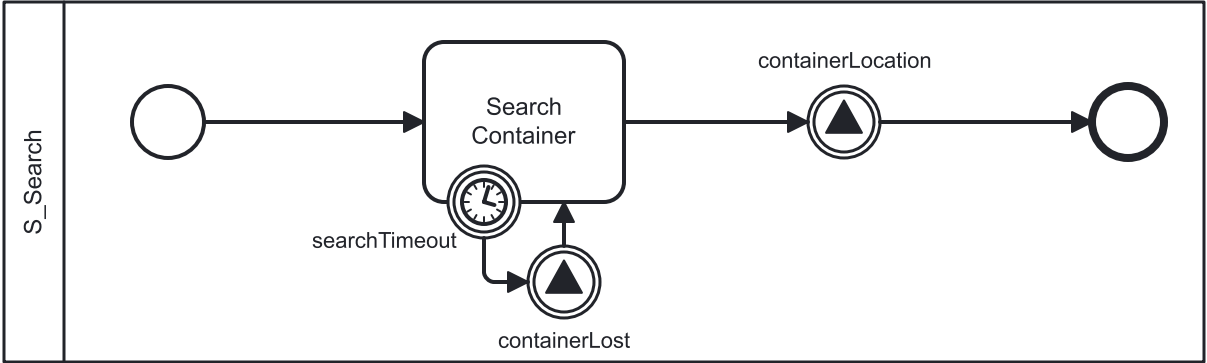 S_Search
Search
Container
containerLocation
searchTimeout
containerLost